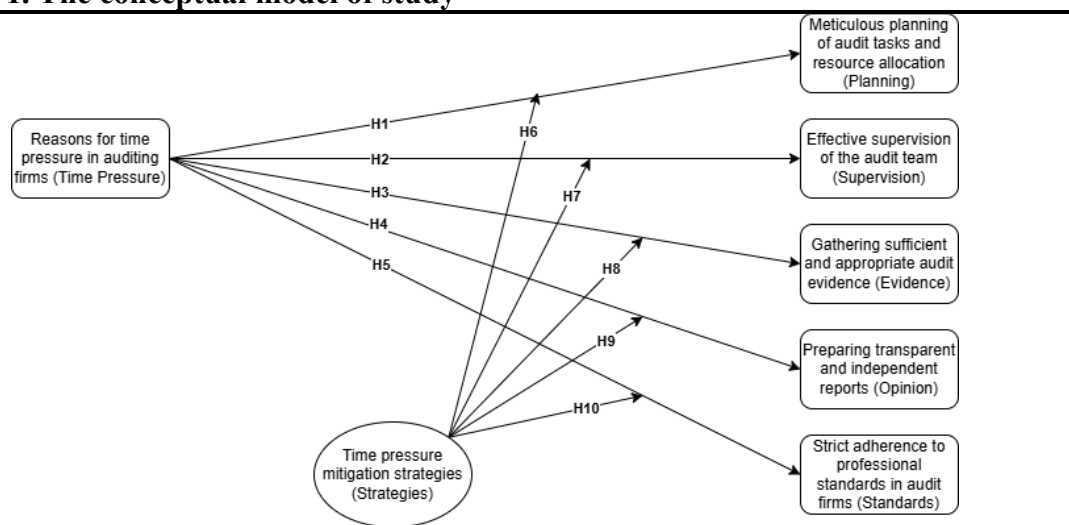 1. The conceptual model of study
Meticulous planning
of audit tasks and
resource allocation
(Planning)
H1
H6
Reasons for time
pressure in auditing
firms (Time Pressure)
H2
Effective supervision
of the audit team
(Supervision)
H3
H7
H4
H5
H8
Gathering sufficient
and appropriate audit
evidence (Evidence)
H9
Preparing transparent
and independent
reports (Opinion)
H10
Time pressure
mitigation strategies
(Strategies)
Strict adherence to
professional
standards in audit
firms (Standards)